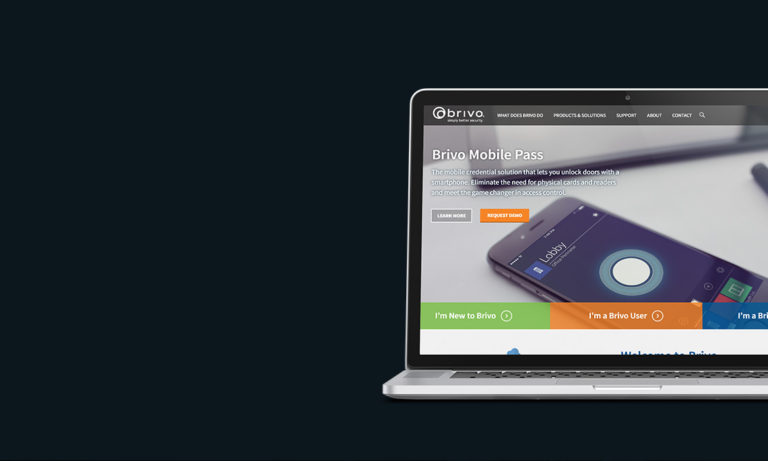 brivo.
simply better security.
WHAT DOES BRIVO DO PRODUCTS & SOLUTIONS SUPPORT ABOUT CONTACT
Brivo Mobile Pass
The mobile credential solution that lets you unlock doors with a
smartphone. Eliminate the need for physical cards and readers
and meet the game changer in access control.
LEARN MORE REQUEST DEMO
Lobby
I'm New to Brivo I'm a Brivo User I'm a Bri
Welcome to Brivo